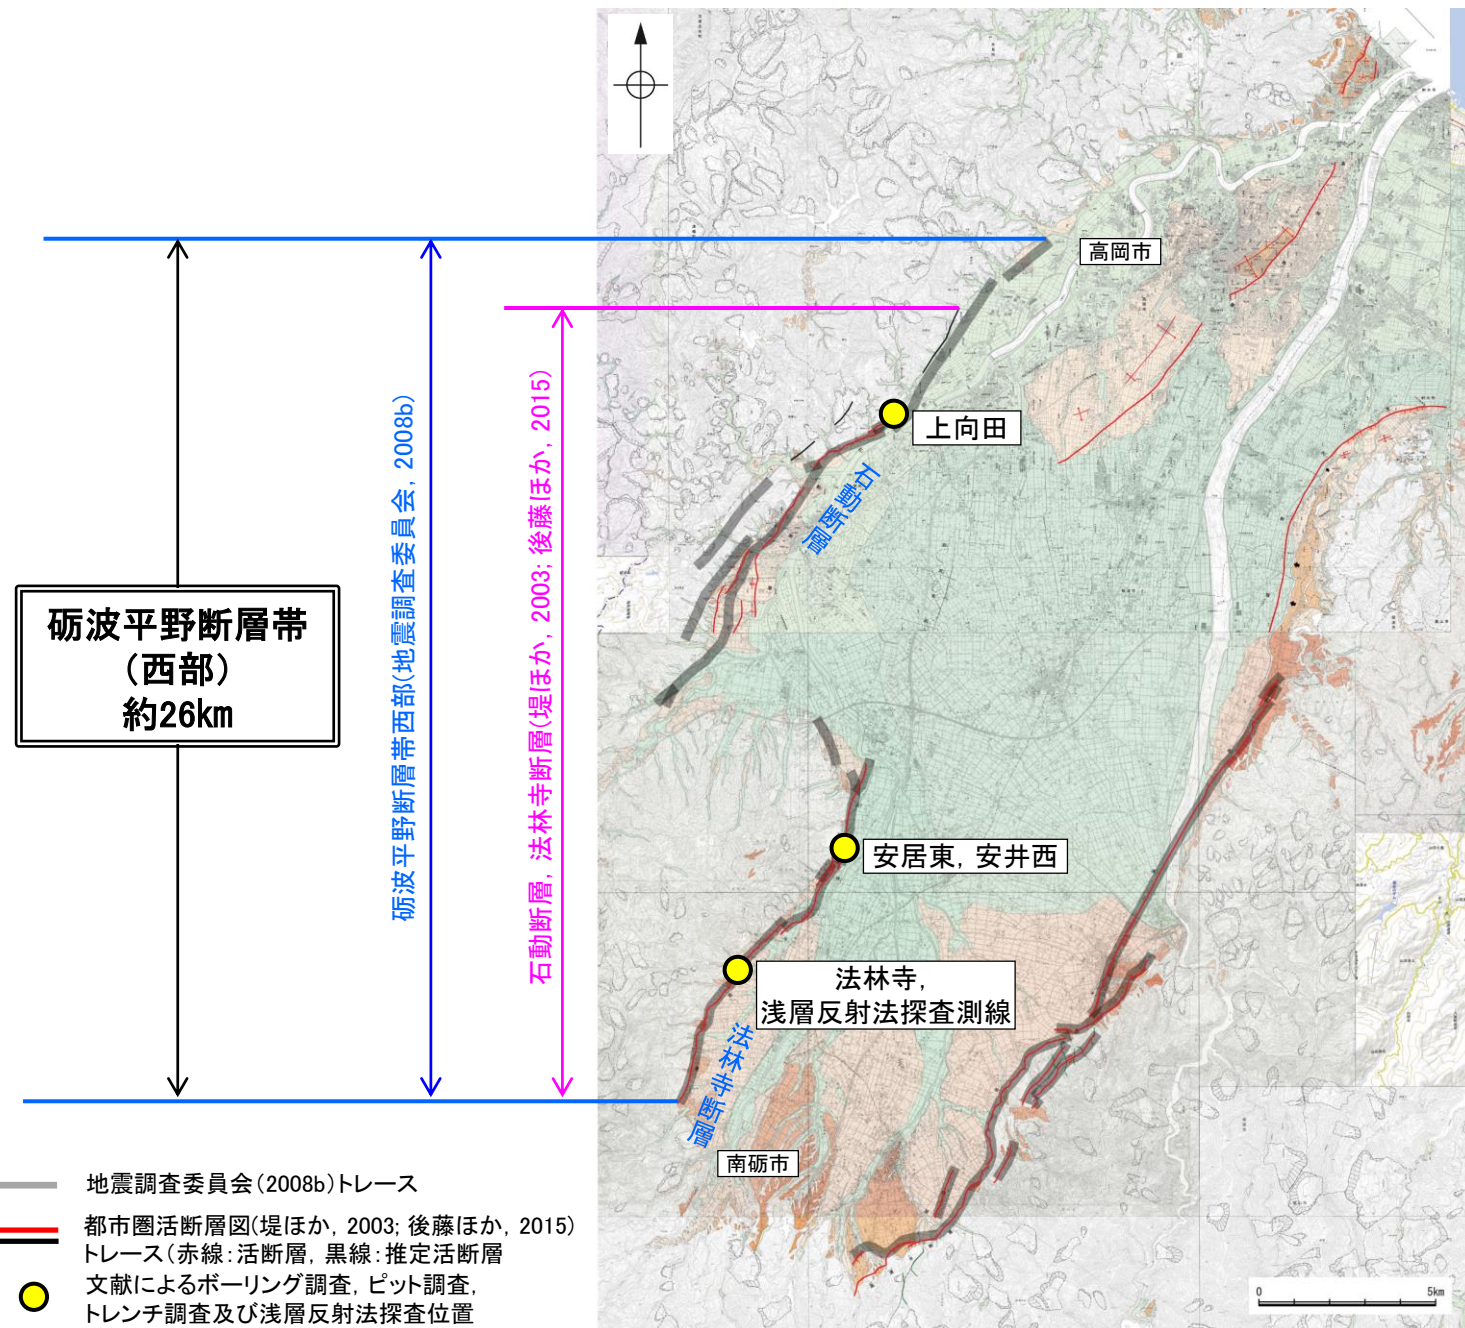 高岡市
上向田
石動断層
砺波平野断層帯
（西部）
約26km
砺波平野断層帯西部(地震調査委員会, 2008b)
石動断層, 法林寺断層(堤ほか, 2003; 後藤ほか, 2015)
安居東, 安井西
法林寺,
浅層反射法探査測線
法林寺断層
南砺市
地震調査委員会(2008b)トレース
都市圏活断層図(堤ほか, 2003; 後藤ほか, 2015)
トレース(赤線:活断層, 黒線:推定活断層
文献によるボーリング調査, ピット調査,
トレンチ調査及び浅層反射法探査位置
0 5km